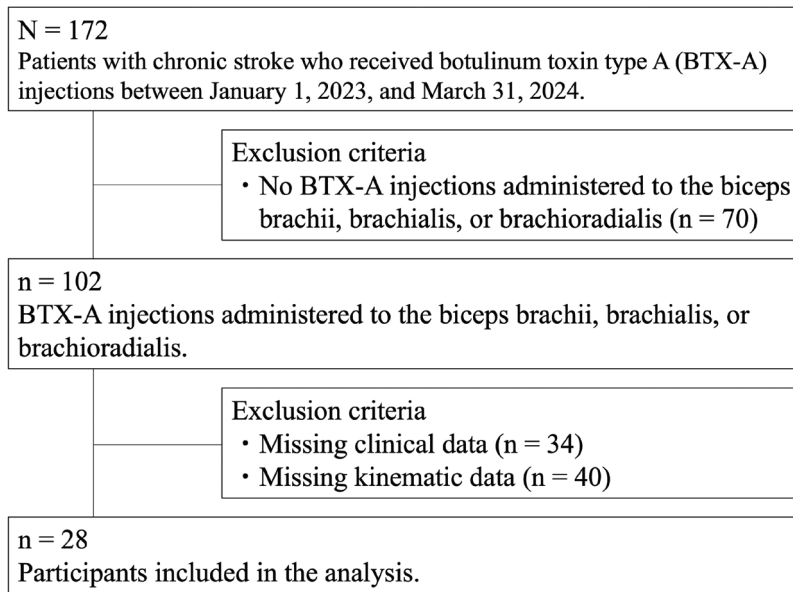 N = 172
Patients with chronic stroke who received botulinum toxin type A (BTX-A)
injections between January 1, 2023, and March 31, 2024.
Exclusion criteria
・No BTX-A injections administered to the biceps
brachii, brachialis, or brachioradialis (n = 70)
n = 102
BTX-A injections administered to the biceps brachii, brachialis, or
brachioradialis.
Exclusion criteria
・Missing clinical data (n = 34)
・Missing kinematic data (n = 40)
n = 28
Participants included in the analysis.